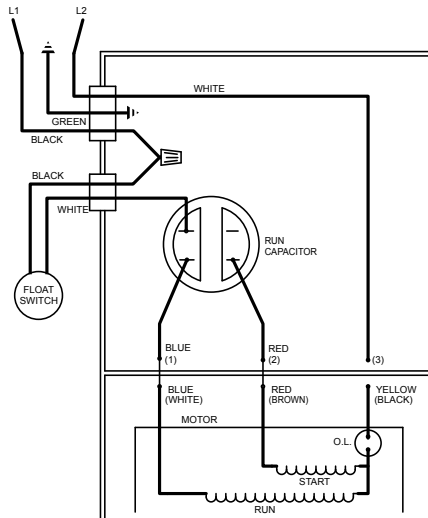 L1
L2
WHITE
GREEN
BLACK
BLACK
WHITE
FLOAT
SWITCH
RUN
CAPACITOR
BLUE
(1)
RED
(2)
(3)
BLUE
(WHITE)
RED
(BROWN)
YELLOW
(BLACK)
MOTOR
O.L.
START
RUN